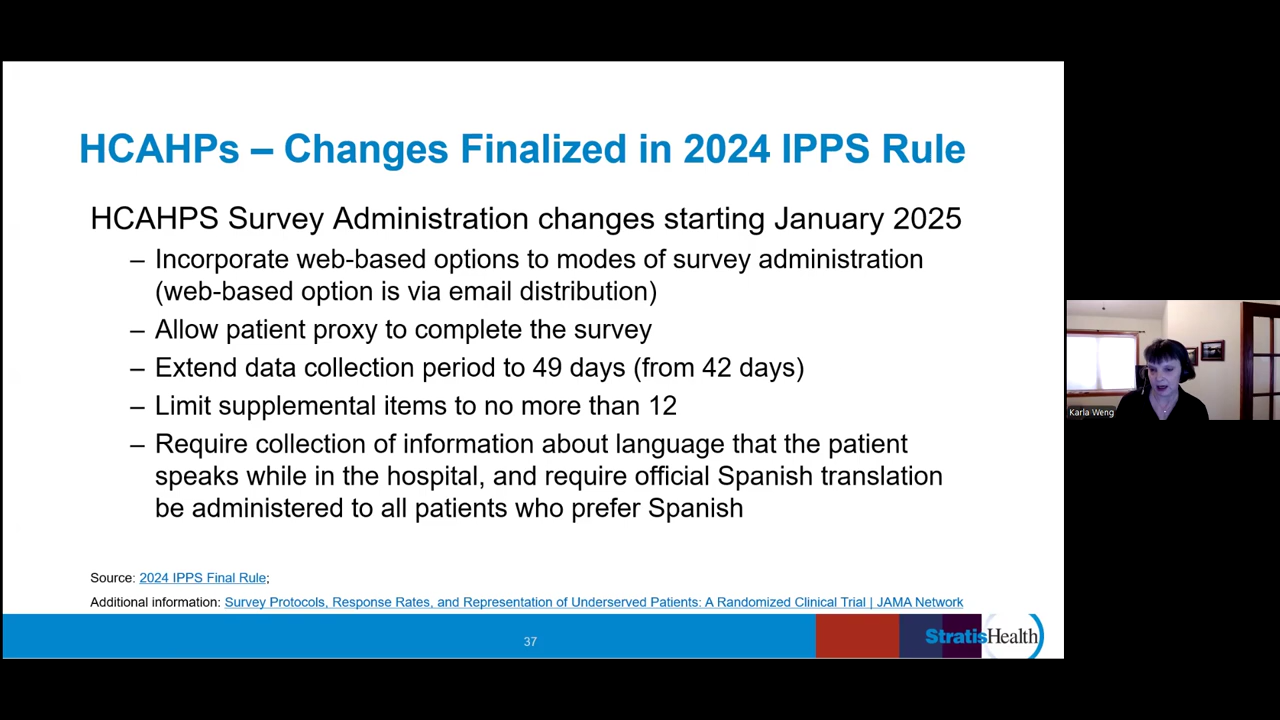 HCAHPs – Changes Finalized in 2024 IPPS Rule
HCAHPS Survey Administration changes starting January 2025
– Incorporate web-based options to modes of survey administration
(web-based option is via email distribution)
– Allow patient proxy to complete the survey
– Extend data collection period to 49 days (from 42 days)
– Limit supplemental items to no more than 12
– Require collection of information about language that the patient
speaks while in the hospital, and require official Spanish translation
be administered to all patients who prefer Spanish
Source: 2024 IPPS Final Rule;
Additional information: Survey Protocols, Response Rates, and Representation of Underserved Patients: A Randomized Clinical Trial | JAMA Network
37
StratisHealth
Karla Weng